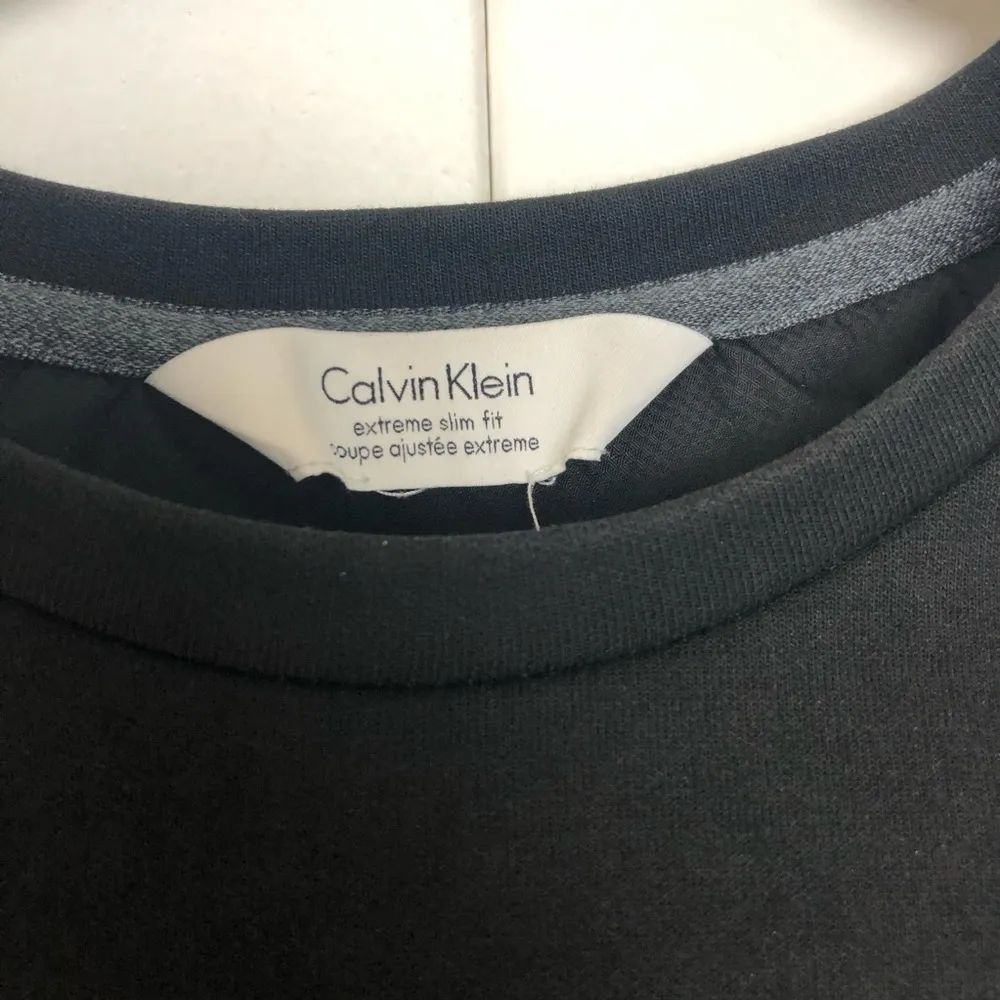 Calvin Klein
extreme slim fit
coupe ajustée extreme